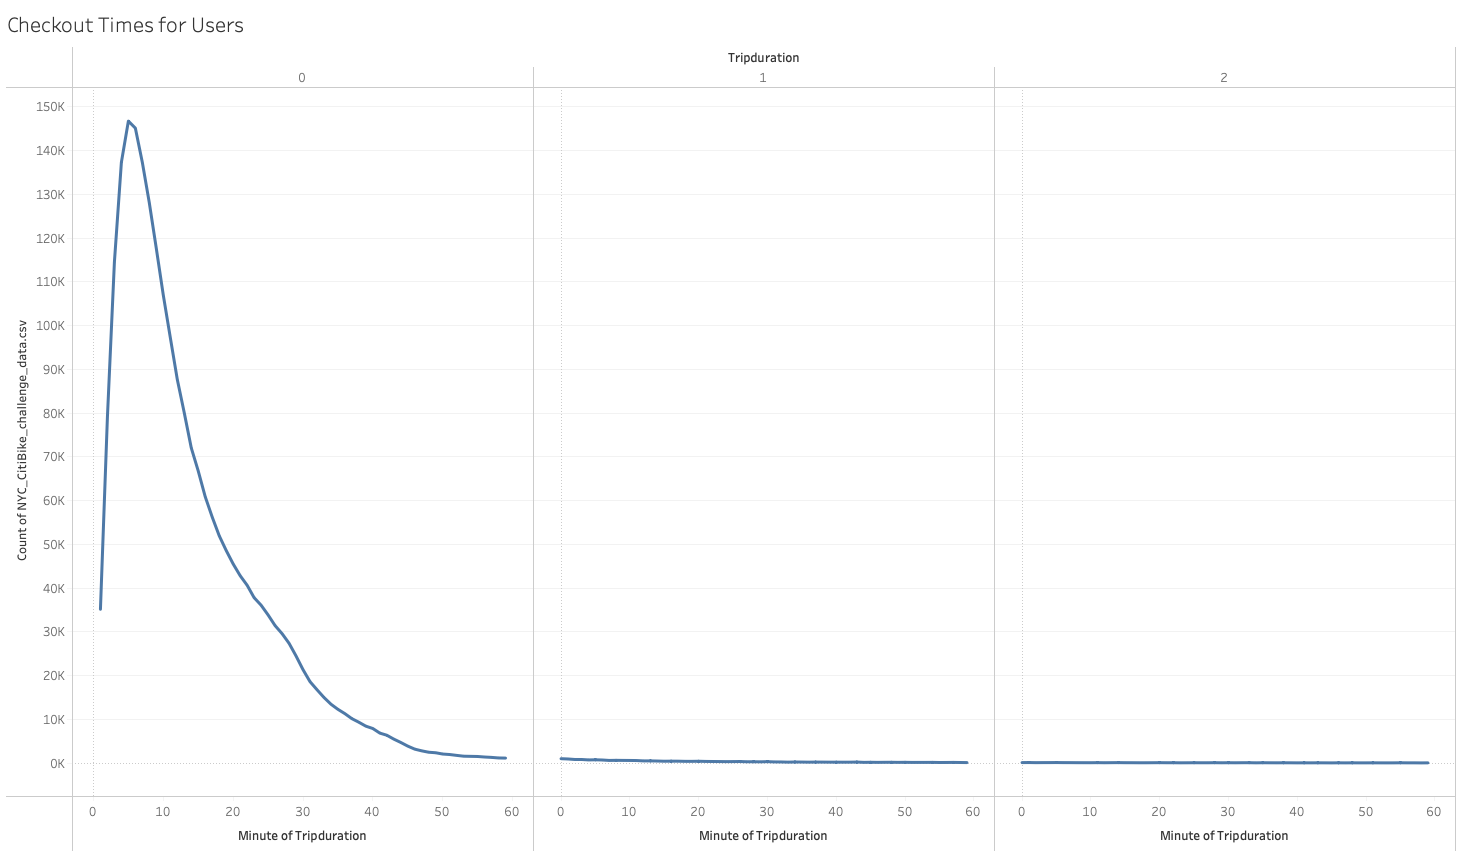 Checkout Times for Users
Tripduration
0 1 2
Count of NYC_CitiBike_challenge_data.csv
150K
140K
130K
120K
110K
100K
90K
80K
70K
60K
50K
40K
30K
20K
10K
0K
0 10 20 30 40 50 60 0 10 20 30 40 50 60 0 10 20 30 40 50 60
Minute of Tripduration Minute of Tripduration Minute of Tripduration